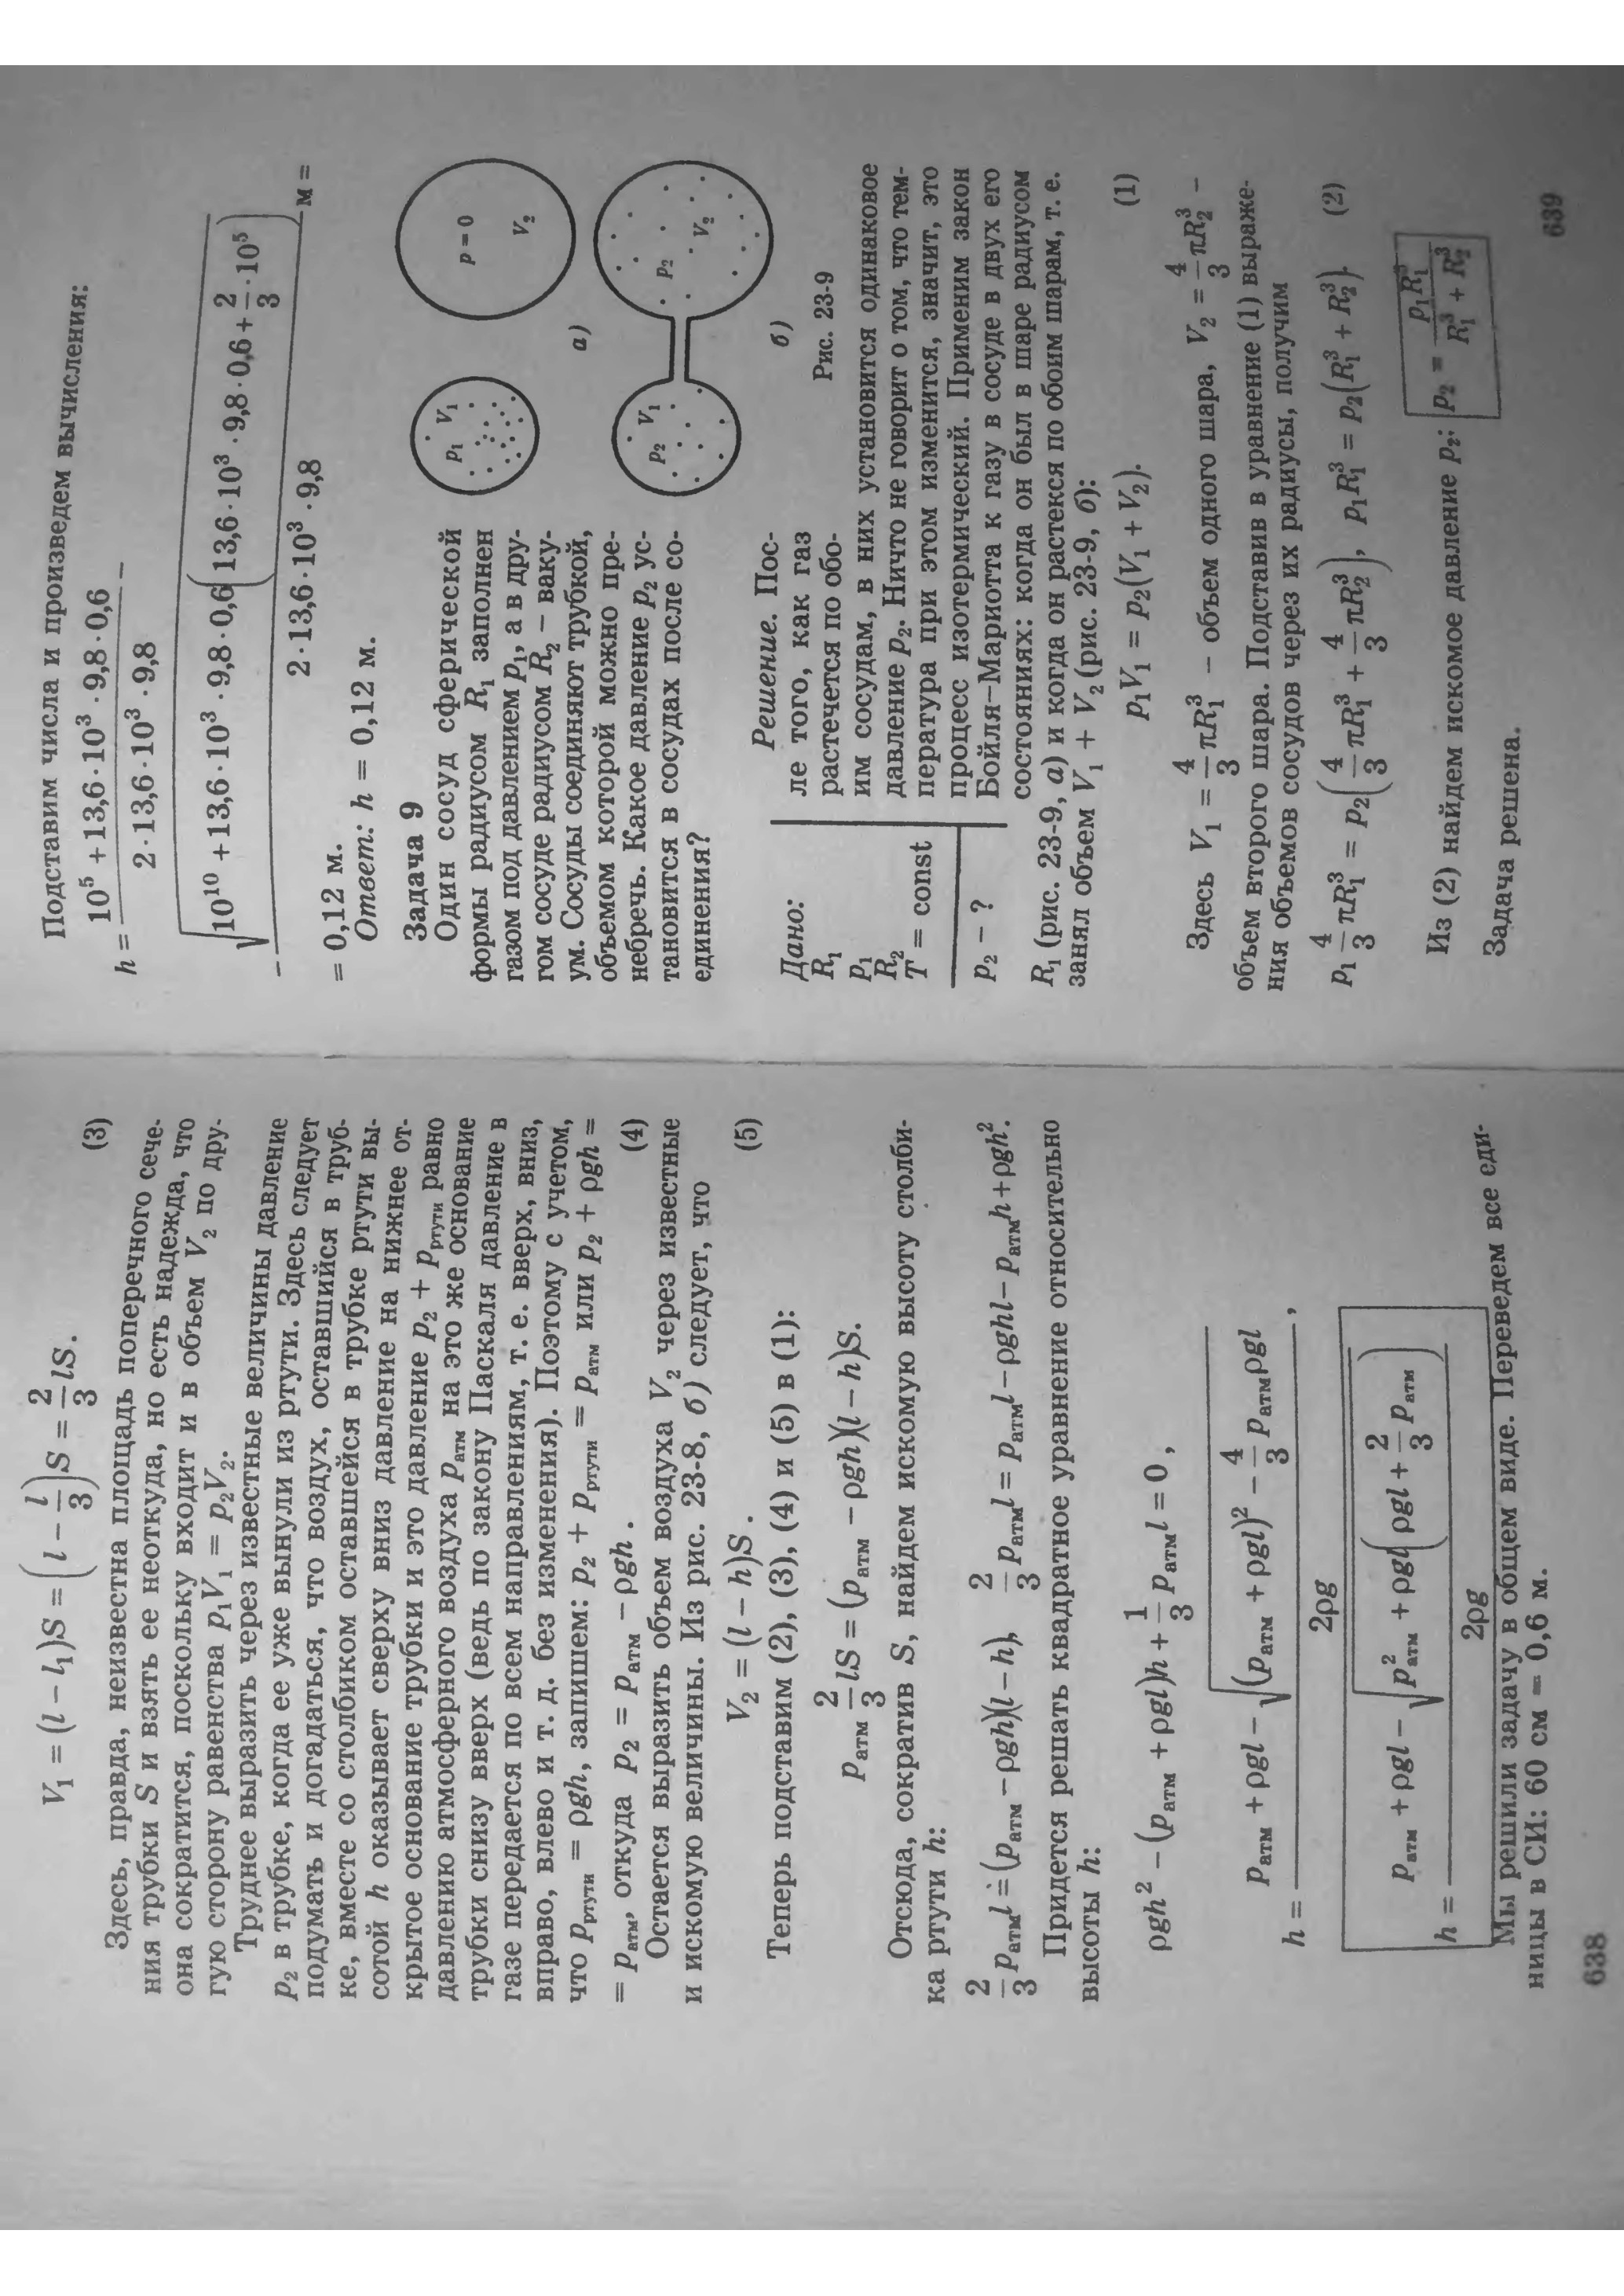 V₁ = (l − l₁)S = (l − l/3)S = 2/3 lS. (3)
Здесь, правда, неизвестна площадь поперечного сече-
ния трубки S и взять ее неоткуда, но есть надежда, что
она сократится, поскольку входит и в объем V₂ по дру-
гую сторону равенства p₁V₁ = p₂V₂.
Труднее выразить через известные величины давление
p₂ в трубке, когда ее уже вынули из ртути. Здесь следует
подумать и догадаться, что воздух, оставшийся в труб-
ке, вместе со столбиком оставшейся в трубке ртути вы-
сотой h оказывает сверху вниз давление на нижнее от-
крытое основание трубки и это давление p₂ + pртути равно
давлению атмосферного воздуха pатм на это же основание
трубки снизу вверх (ведь по закону Паскаля давление в
газе передается по всем направлениям, т. е. вверх, вниз,
вправо, влево и т. д. без изменения). Поэтому с учетом,
что pртути = ρgh, запишем: p₂ + pртути = pатм или p₂ + ρgh =
= pатм, откуда p₂ = pатм − ρgh. (4)
Остается выразить объем воздуха V₂ через известные
и искомую величины. Из рис. 23-8, б) следует, что
V₂ = (l − h)S. (5)
Теперь подставим (2), (3), (4) и (5) в (1):
pатм 2/3 lS = (pатм − ρgh)(l − h)S.
Отсюда, сократив S, найдем искомую высоту столби-
ка ртути h:
2/3 pатмl = (pатм − ρgh)(l − h), 2/3 pатмl = pатмl − ρghl − pатмh + ρgh².
Придется решать квадратное уравнение относительно
высоты h:
ρgh² − (pатм + ρgl)h + 1/3 pатмl = 0,
h = (pатм + ρgl − √((pатм + ρgl)² − 4/3 pатмρgl)) / 2ρg,
h = (pатм + ρgl − √(p²атм + ρgl(ρgl + 2/3 pатм))) / 2ρg
Мы решили задачу в общем виде. Переведем все еди-
ницы в СИ: 60 см = 0,6 м.
638
Подставим числа и произведем вычисления:
h = (10⁵ + 13,6·10³·9,8·0,6) / (2·13,6·10³·9,8) −
− √(10¹⁰ + 13,6·10³·9,8·0,6(13,6·10³·9,8·0,6 + 2/3·10⁵)) / (2·13,6·10³·9,8) м =
= 0,12 м.
Ответ: h = 0,12 м.
Задача 9
Один сосуд сферической
формы радиусом R₁ заполнен
газом под давлением p₁, а в дру-
гом сосуде радиусом R₂ – ваку-
ум. Сосуды соединяют трубкой,
объемом которой можно пре-
небречь. Какое давление p₂ ус-
тановится в сосудах после со-
единения?
p₁ V₁
p = 0
V₂
а)
p₂ V₁
p₂
V₂
б)
Рис. 23-9
Дано:
R₁
p₁
R₂
T = const
p₂ – ?
Решение. Пос-
ле того, как газ
растечется по обо-
им сосудам, в них установится одинаковое
давление p₂. Ничто не говорит о том, что тем-
пература при этом изменится, значит, это
процесс изотермический. Применим закон
Бойля–Мариотта к газу в сосуде в двух его
состояниях: когда он был в шаре радиусом
R₁ (рис. 23-9, а) и когда он растекся по обоим шарам, т. е.
занял объем V₁ + V₂ (рис. 23-9, б):
p₁V₁ = p₂(V₁ + V₂). (1)
Здесь V₁ = 4/3 πR₁³ – объем одного шара, V₂ = 4/3 πR₂³ –
объем второго шара. Подставив в уравнение (1) выраже-
ния объемов сосудов через их радиусы, получим
p₁ 4/3 πR₁³ = p₂(4/3 πR₁³ + 4/3 πR₂³), p₁R₁³ = p₂(R₁³ + R₂³). (2)
Из (2) найдем искомое давление p₂: p₂ = p₁R₁³ / (R₁³ + R₂³)
Задача решена.
639